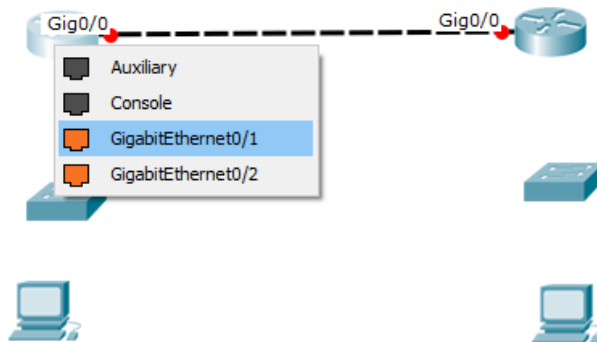 Gig0/0
Gig0/0
Auxiliary
Console
GigabitEthernet0/1
GigabitEthernet0/2